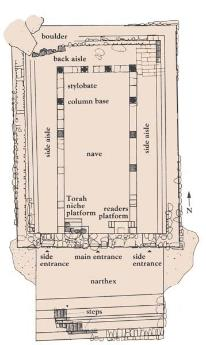 boulder
back aisle
stylobate
column base
side aisle
side aisle
nave
Torah
niche
platform
readers
platform
side
entrance
main entrance
side
entrance
narthex
steps
N